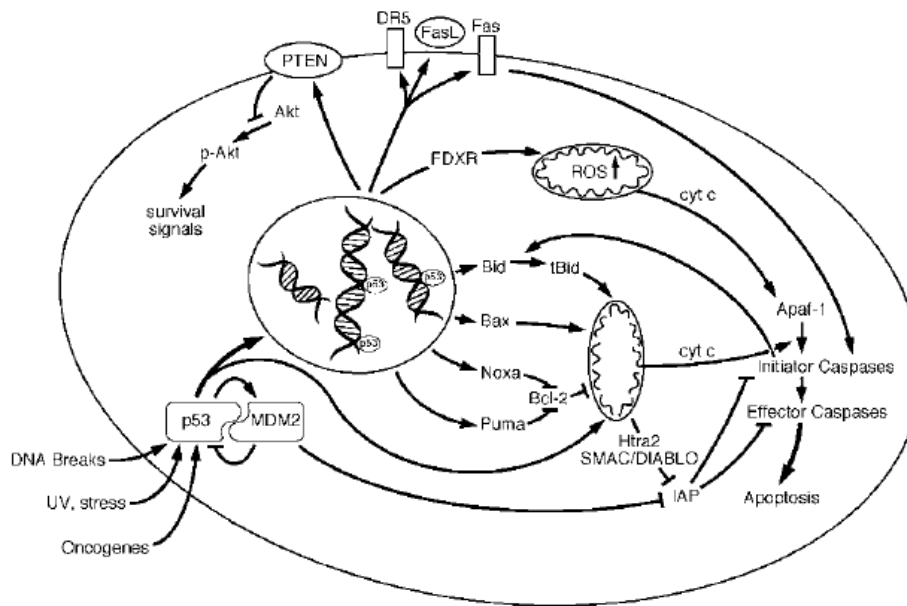 DR5
FasL
Fas
PTEN
Akt
p-Akt
survival
signals
FDXR
ROS
cyt c
p53
p53
p53
Bid
tBid
Bax
Noxa
Puma
Bcl-2
cyt c
Apaf-1
Initiator Caspases
Effector Caspases
Apoptosis
Htra2
SMAC/DIABLO
IAP
p53
MDM2
DNA Breaks
UV, stress
Oncogenes